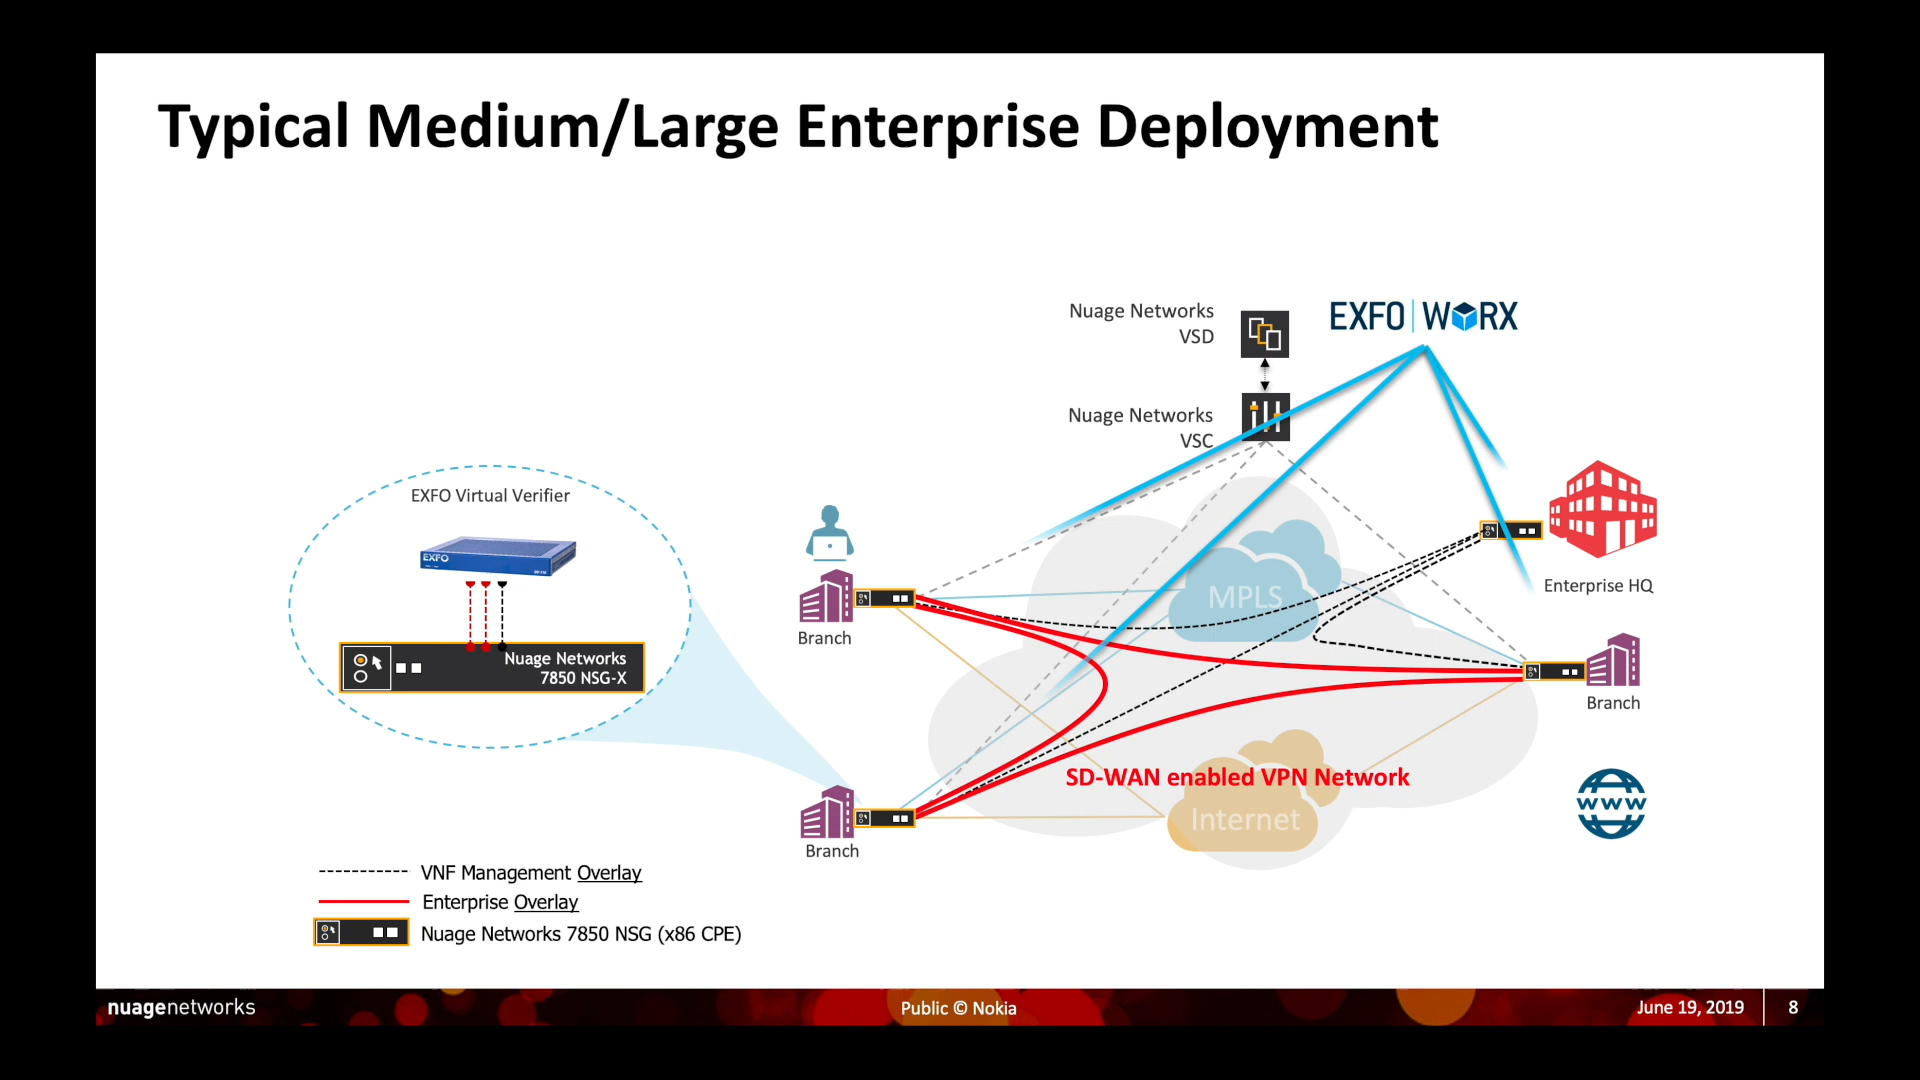 Typical Medium/Large Enterprise Deployment
Nuage Networks
VSD
EXFO | WORX
Nuage Networks
VSC
EXFO Virtual Verifier
EXFO
Nuage Networks
7850 NSG-X
Branch
MPLS
Enterprise HQ
Branch
SD-WAN enabled VPN Network
Internet
www
Branch
VNF Management Overlay
Enterprise Overlay
Nuage Networks 7850 NSG (x86 CPE)
nuagenetworks
Public © Nokia
June 19, 2019
8